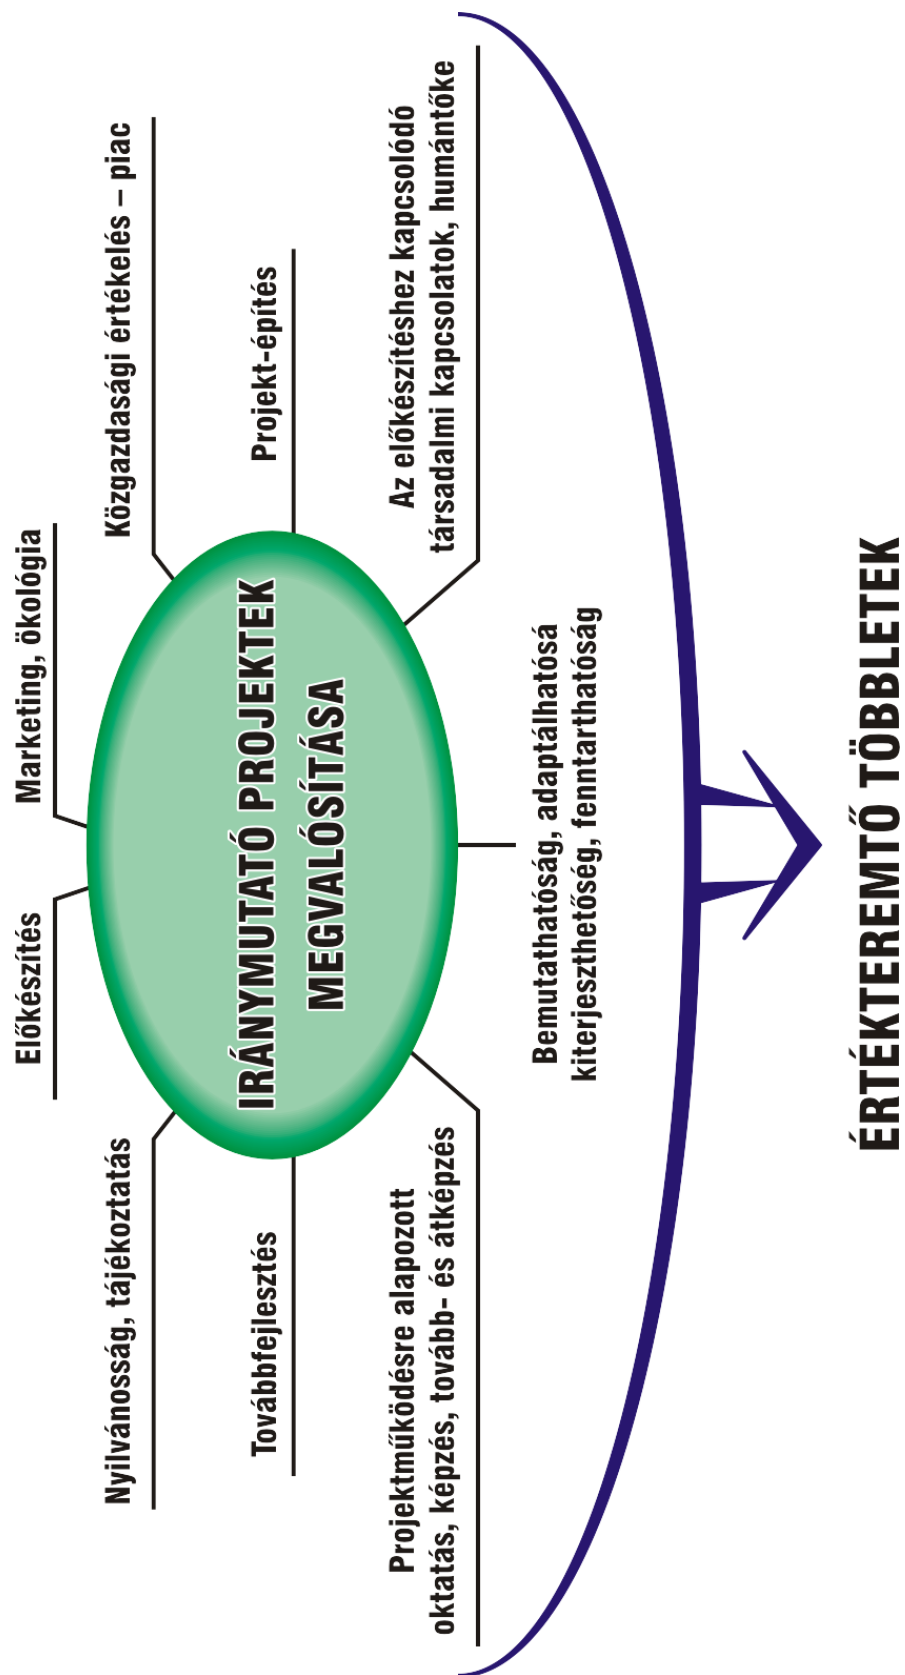 Előkészítés
Marketing, ökológia
Nyilvánosság, tájékoztatás
Közgazdasági értékelés – piac
IRÁNYMUTATÓ PROJEKTEK
MEGVALÓSÍTÁSA
Továbbfejlesztés
Projekt-építés
Projektműködésre alapozott
oktatás, képzés, tovább- és átképzés
Az előkészítéshez kapcsolódó
társadalmi kapcsolatok, humántőke
Bemutathatóság, adaptálhatósá
kiterjeszthetőség, fenntarthatóság
ÉRTÉKTEREMTŐ TÖBBLETEK